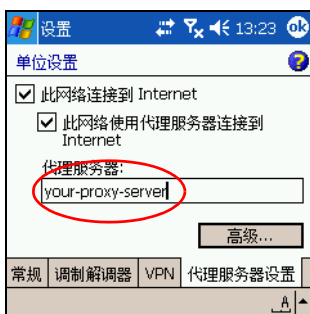 设置 13:23 ok
单位设置
此网络连接到 Internet
此网络使用代理服务器连接到
Internet
代理服务器:
your-proxy-server
高级...
常规 调制解调器 VPN 代理服务器设置
A